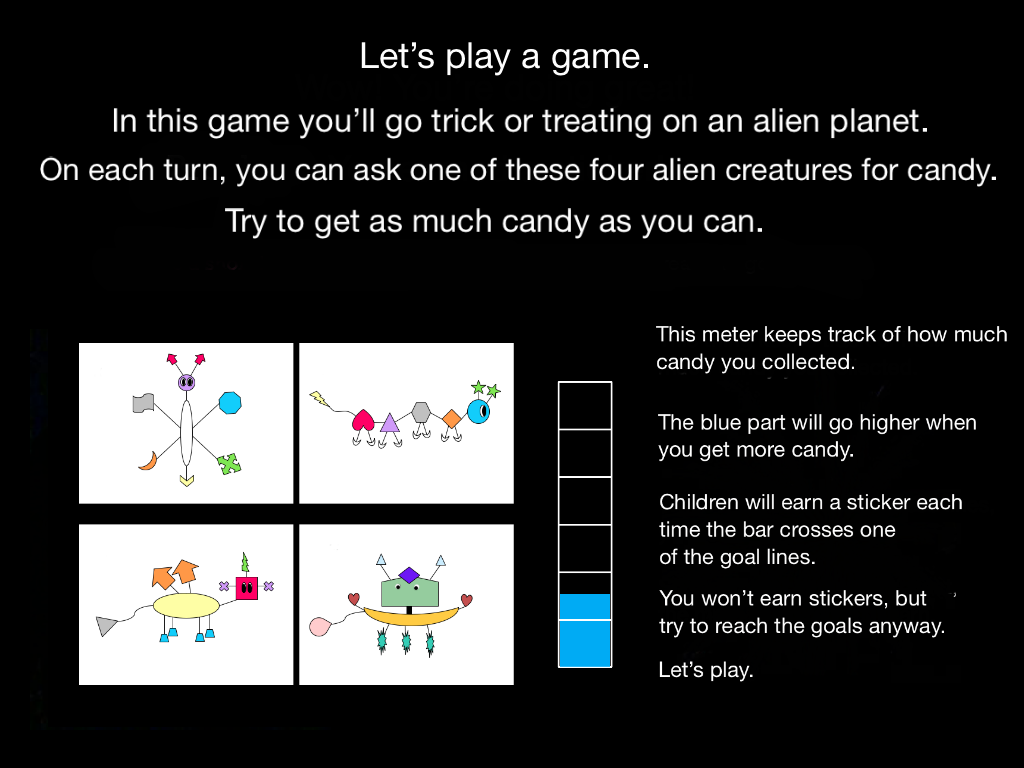 Let’s play a game.
In this game you’ll go trick or treating on an alien planet.
On each turn, you can ask one of these four alien creatures for candy.
Try to get as much candy as you can.
This meter keeps track of how much
candy you collected.
The blue part will go higher when
you get more candy.
Children will earn a sticker each
time the bar crosses one
of the goal lines.
You won’t earn stickers, but
try to reach the goals anyway.
Let’s play.